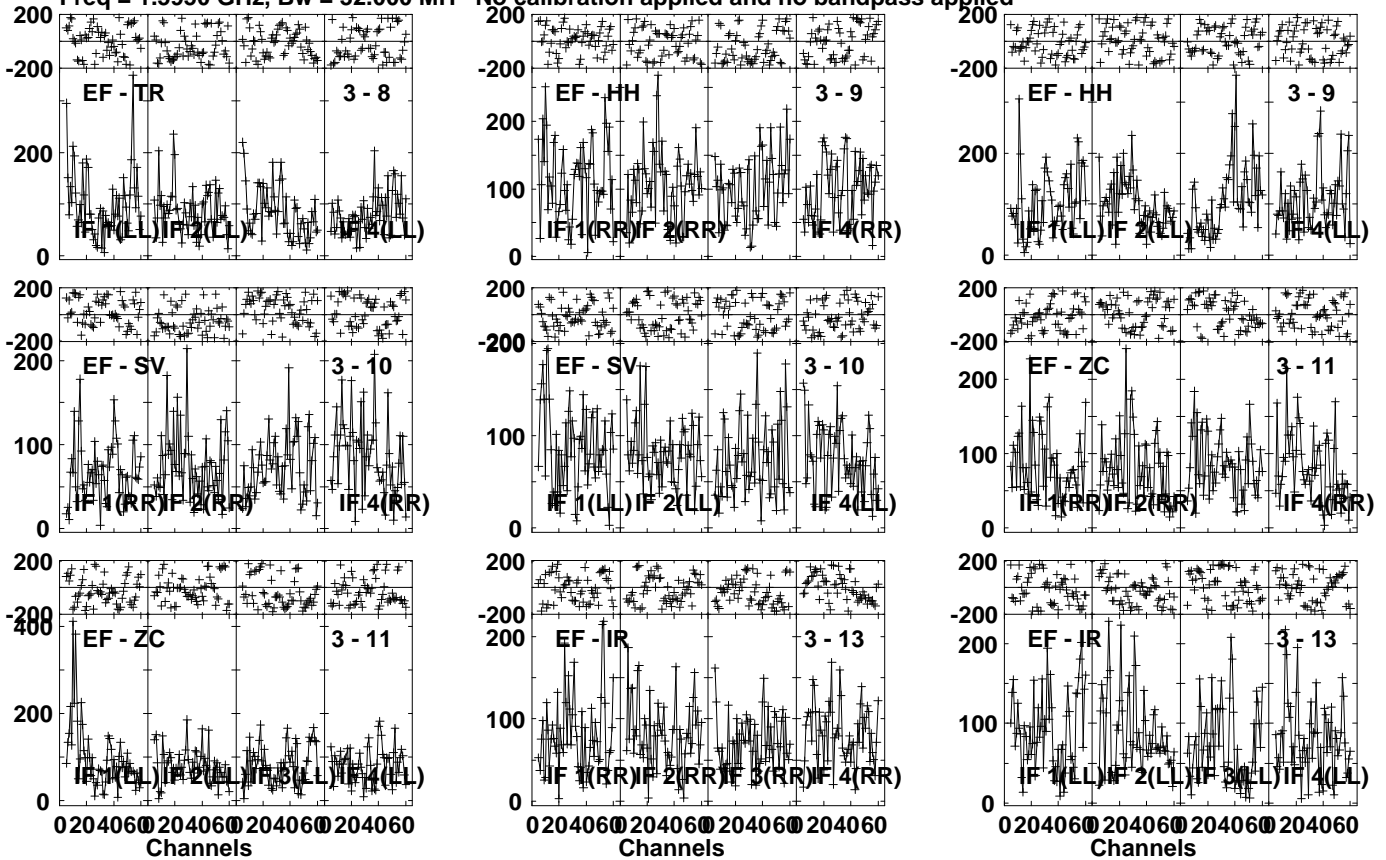 Freq = 1.5950 GHz, Bw = 32.000 MH No calibration applied and no bandpass applied
200
-200
EF - TR 3 - 8
200
IF 1(LL) IF 2(LL) IF 4(LL)
0
200
-200
EF - HH 3 - 9
200
100
IF 1(RR) IF 2(RR) IF 4(RR)
0
200
-200
EF - HH 3 - 9
200
IF 1(LL) IF 2(LL) IF 4(LL)
0
200
-200
EF - SV 3 - 10
200
100
IF 1(RR) IF 2(RR) IF 4(RR)
0
200
-200
EF - SV 3 - 10
200
100
IF 1(LL) IF 2(LL) IF 4(LL)
0
200
-200
EF - ZC 3 - 11
200
100
IF 1(RR) IF 2(RR) IF 4(RR)
0
200
-200
EF - ZC 3 - 11
400
200
IF 1(LL) IF 2(LL) IF 3(LL) IF 4(LL)
0
0 20 40 60 0 20 40 60 0 20 40 60 0 20 40 60
Channels
200
-200
EF - IR 3 - 13
200
100
IF 1(RR) IF 2(RR) IF 3(RR) IF 4(RR)
0
0 20 40 60 0 20 40 60 0 20 40 60 0 20 40 60
Channels
200
-200
EF - IR 3 - 13
200
100
IF 1(LL) IF 2(LL) IF 3(LL) IF 4(LL)
0
0 20 40 60 0 20 40 60 0 20 40 60 0 20 40 60
Channels